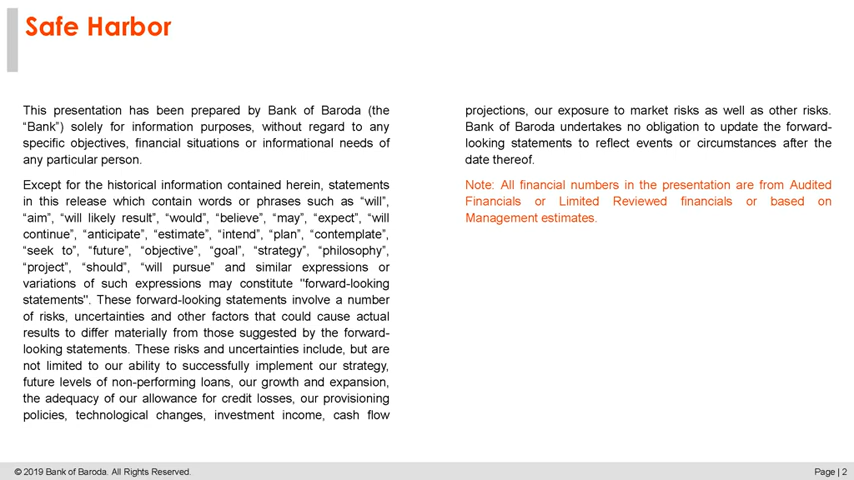 Safe Harbor
This presentation has been prepared by Bank of Baroda (the
“Bank”) solely for information purposes, without regard to any
specific objectives, financial situations or informational needs of
any particular person.
Except for the historical information contained herein, statements
in this release which contain words or phrases such as “will”,
“aim”, “will likely result”, “would”, “believe”, “may”, “expect”, “will
continue”, “anticipate”, “estimate”, “intend”, “plan”, “contemplate”,
“seek to”, “future”, “objective”, “goal”, “strategy”, “philosophy”,
“project”, “should”, “will pursue” and similar expressions or
variations of such expressions may constitute "forward-looking
statements". These forward-looking statements involve a number
of risks, uncertainties and other factors that could cause actual
results to differ materially from those suggested by the forward-
looking statements. These risks and uncertainties include, but are
not limited to our ability to successfully implement our strategy,
future levels of non-performing loans, our growth and expansion,
the adequacy of our allowance for credit losses, our provisioning
policies, technological changes, investment income, cash flow
projections, our exposure to market risks as well as other risks.
Bank of Baroda undertakes no obligation to update the forward-
looking statements to reflect events or circumstances after the
date thereof.
Note: All financial numbers in the presentation are from Audited
Financials or Limited Reviewed financials or based on
Management estimates.
© 2019 Bank of Baroda. All Rights Reserved.
Page | 2